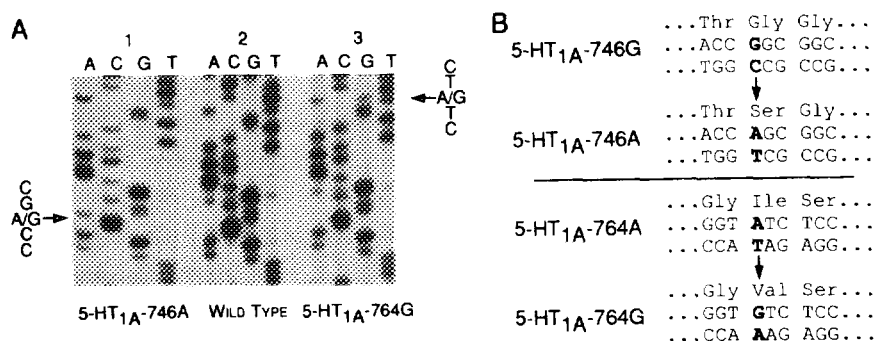 A
1 2 3
A C G T A C G T A C G T
C
T
A/G
T
C
C
G
A/G
C
C
5-HT1A-746A WILD TYPE 5-HT1A-764G
B
...Thr Gly Gly...
5-HT1A-746G ...ACC GGC GGC...
...TGG CCG CCG...
...Thr Ser Gly...
5-HT1A-746A ...ACC AGC GGC...
...TGG TCG CCG...
...Gly Ile Ser...
5-HT1A-764A ...GGT ATC TCC...
...CCA TAG AGG...
...Gly Val Ser...
5-HT1A-764G ...GGT GTC TCC...
...CCA AAG AGG...